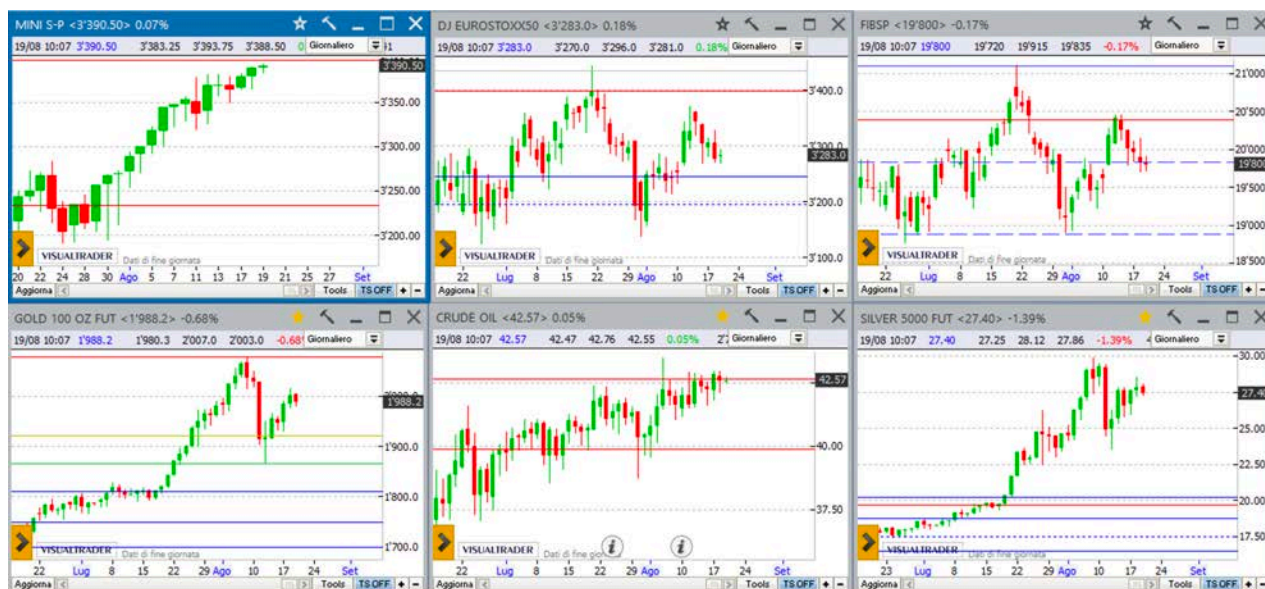 MINI S-P <3'390.50> 0.07%
19/08 10:07 3'390.50 3'383.25 3'393.75 3'388.50 Giornaliero
3'390.50
3'350.00
3'250.00
3'200.00
VISUALTRADER Dati di fine giornata
20 22 24 26 28 30 Ago 5 7 9 11 13 15 17 19 21 25 27 Set
Aggiorna Tools TS OFF + -
DJ EUROSTOXX50 <3'283.0> 0.18%
19/08 10:07 3'283.0 3'270.0 3'296.0 3'281.0 0.18% Giornaliero
3'400.0
3'300.0
3'283.0
3'200.0
3'100.0
VISUALTRADER Dati di fine giornata
22 Lug 8 15 22 29 Ago 10 17 24 Set
Aggiorna Tools TS OFF + -
FIBSP <19'800> -0.17%
19/08 10:07 19'800 19'720 19'915 19'835 -0.17% Giornaliero
21'000
20'500
20'000
19'800
19'500
19'000
18'500
VISUALTRADER Dati di fine giornata
22 Lug 8 15 22 29 Ago 10 17 24 Set
Aggiorna Tools TS OFF + -
GOLD 100 OZ FUT <1'988.2> -0.68%
19/08 10:07 1'988.2 1'980.3 2'007.0 2'003.0 -0.68 Giornaliero
1'988.2
1'900.0
1'800.0
1'700.0
VISUALTRADER Dati di fine giornata
22 Lug 8 15 22 29 Ago 10 17 24 Set
Aggiorna Tools TS OFF + -
CRUDE OIL <42.57> 0.05%
19/08 10:07 42.57 42.47 42.76 42.55 0.05% Giornaliero
42.57
40.00
37.50
VISUALTRADER Dati di fine gior
22 Lug 8 15 22 29 Ago 10 17 24 Set
Aggiorna Tools TS OFF + -
SILVER 5000 FUT <27.40> -1.39%
19/08 10:07 27.40 27.25 28.12 27.86 -1.39% Giornaliero
30.00
27.40
25.00
22.50
20.00
17.50
VISUALTRADER Dati di fine giornata
23 Lug 8 15 22 29 Ago 10 17 24 Set
Aggiorna Tools TS OFF + -